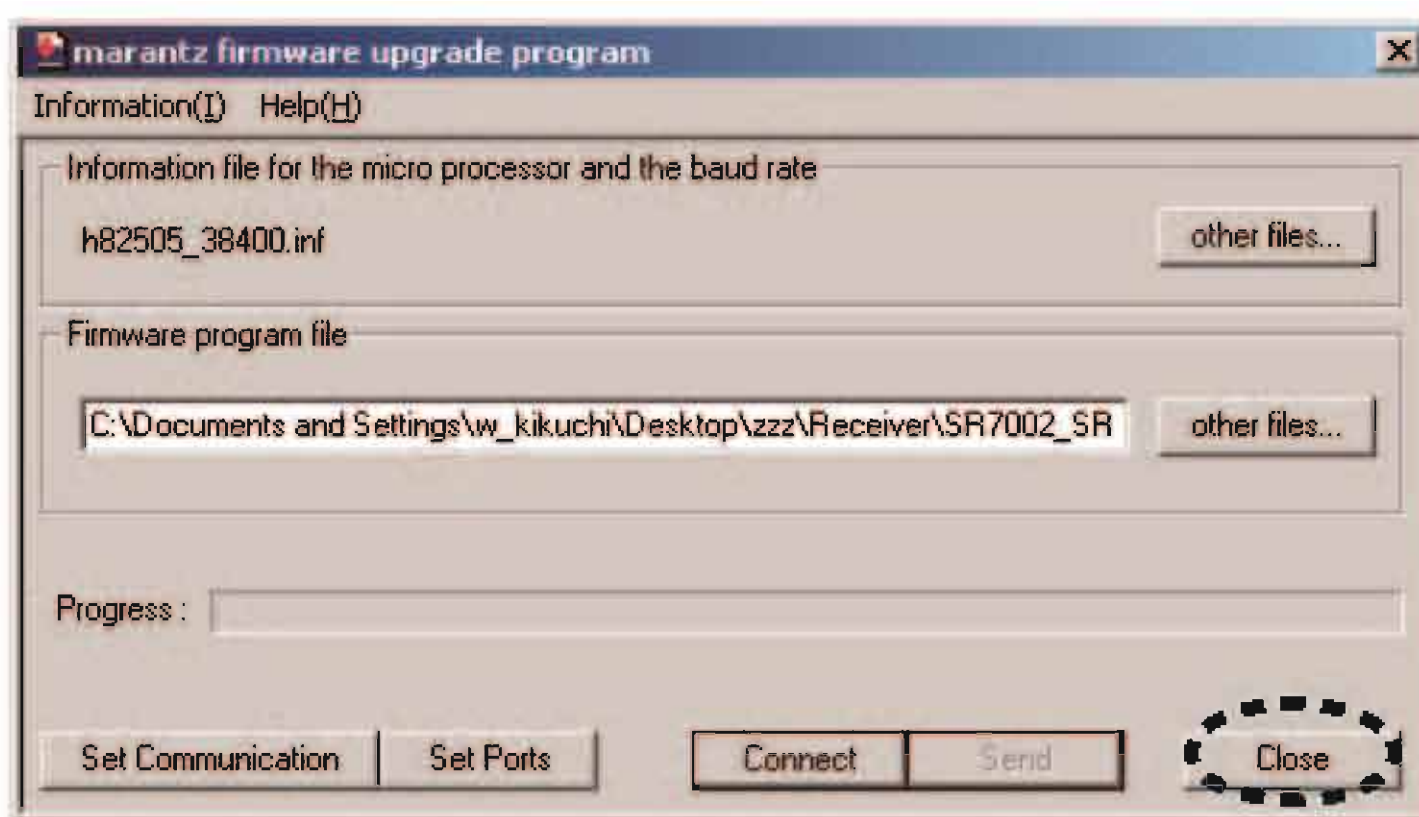 marantz firmware upgrade program
Information(I) Help(H)
Information file for the micro processor and the baud rate
h82505_38400.inf
other files...
Firmware program file
C:\Documents and Settings\w_kikuchi\Desktop\zzz\Receiver\SR7002_SR
other files...
Progress :
Set Communication Set Ports Connect Send Close